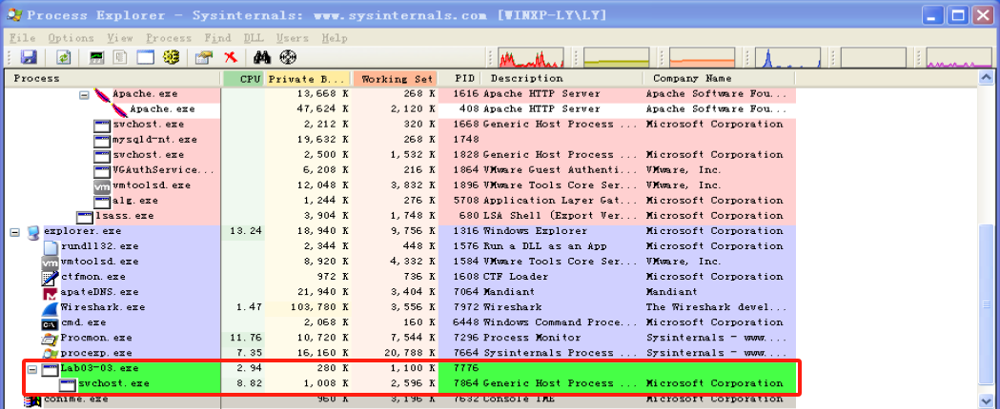 Process Explorer - Sysinternals: www.sysinternals.com [WINXP-LY\LY]
File Options View Process Find DLL Users Help
Process CPU Private B... Working Set PID Description Company Name
Apache.exe 13,668 K 268 K 1616 Apache HTTP Server Apache Software Fou...
Apache.exe 47,624 K 2,120 K 408 Apache HTTP Server Apache Software Fou...
svchost.exe 2,212 K 320 K 1668 Generic Host Process ... Microsoft Corporation
mysqld-nt.exe 19,632 K 268 K 1748
svchost.exe 2,500 K 1,532 K 1828 Generic Host Process ... Microsoft Corporation
VGAuthService... 6,208 K 216 K 1864 VMware Guest Authenti... VMware, Inc.
vm vmtoolsd.exe 12,048 K 3,832 K 1896 VMware Tools Core Ser... VMware, Inc.
alg.exe 1,244 K 276 K 5708 Application Layer Gat... Microsoft Corporation
lsass.exe 3,904 K 1,748 K 680 LSA Shell (Export Ver... Microsoft Corporation
explorer.exe 13.24 18,940 K 9,756 K 1316 Windows Explorer Microsoft Corporation
rundll32.exe 2,344 K 448 K 1576 Run a DLL as an App Microsoft Corporation
vm vmtoolsd.exe 8,920 K 4,332 K 1584 VMware Tools Core Ser... VMware, Inc.
ctfmon.exe 972 K 736 K 1608 CTF Loader Microsoft Corporation
apateDNS.exe 21,940 K 3,404 K 7064 Mandiant Mandiant
Wireshark.exe 1.47 103,780 K 3,556 K 7972 Wireshark The Wireshark devel...
C:\ cmd.exe 2,068 K 160 K 6448 Windows Command Proce... Microsoft Corporation
Procmon.exe 11.76 10,720 K 7,544 K 7296 Process Monitor Sysinternals - www....
procexp.exe 7.35 16,160 K 20,788 K 7664 Sysinternals Process ... Sysinternals - www....
Lab03-03.exe 2.94 280 K 1,100 K 7776
svchost.exe 8.82 1,008 K 2,596 K 7864 Generic Host Process ... Microsoft Corporation
conime.exe 960 K 3,196 K 7632 Console IME Microsoft Corporation